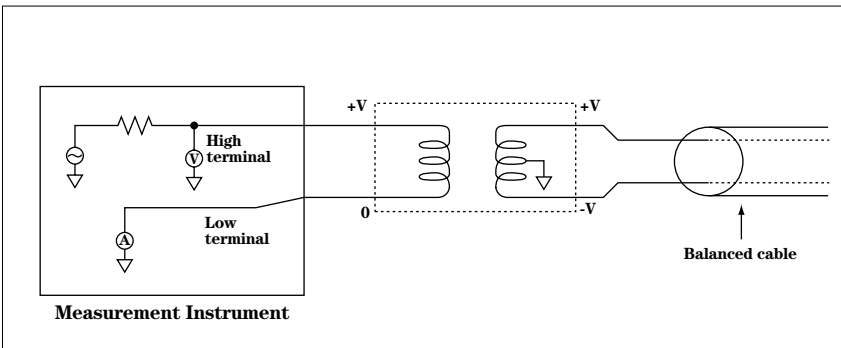 +V
+V
High
terminal
V
Low
terminal
0
-V
A
Balanced cable
Measurement Instrument